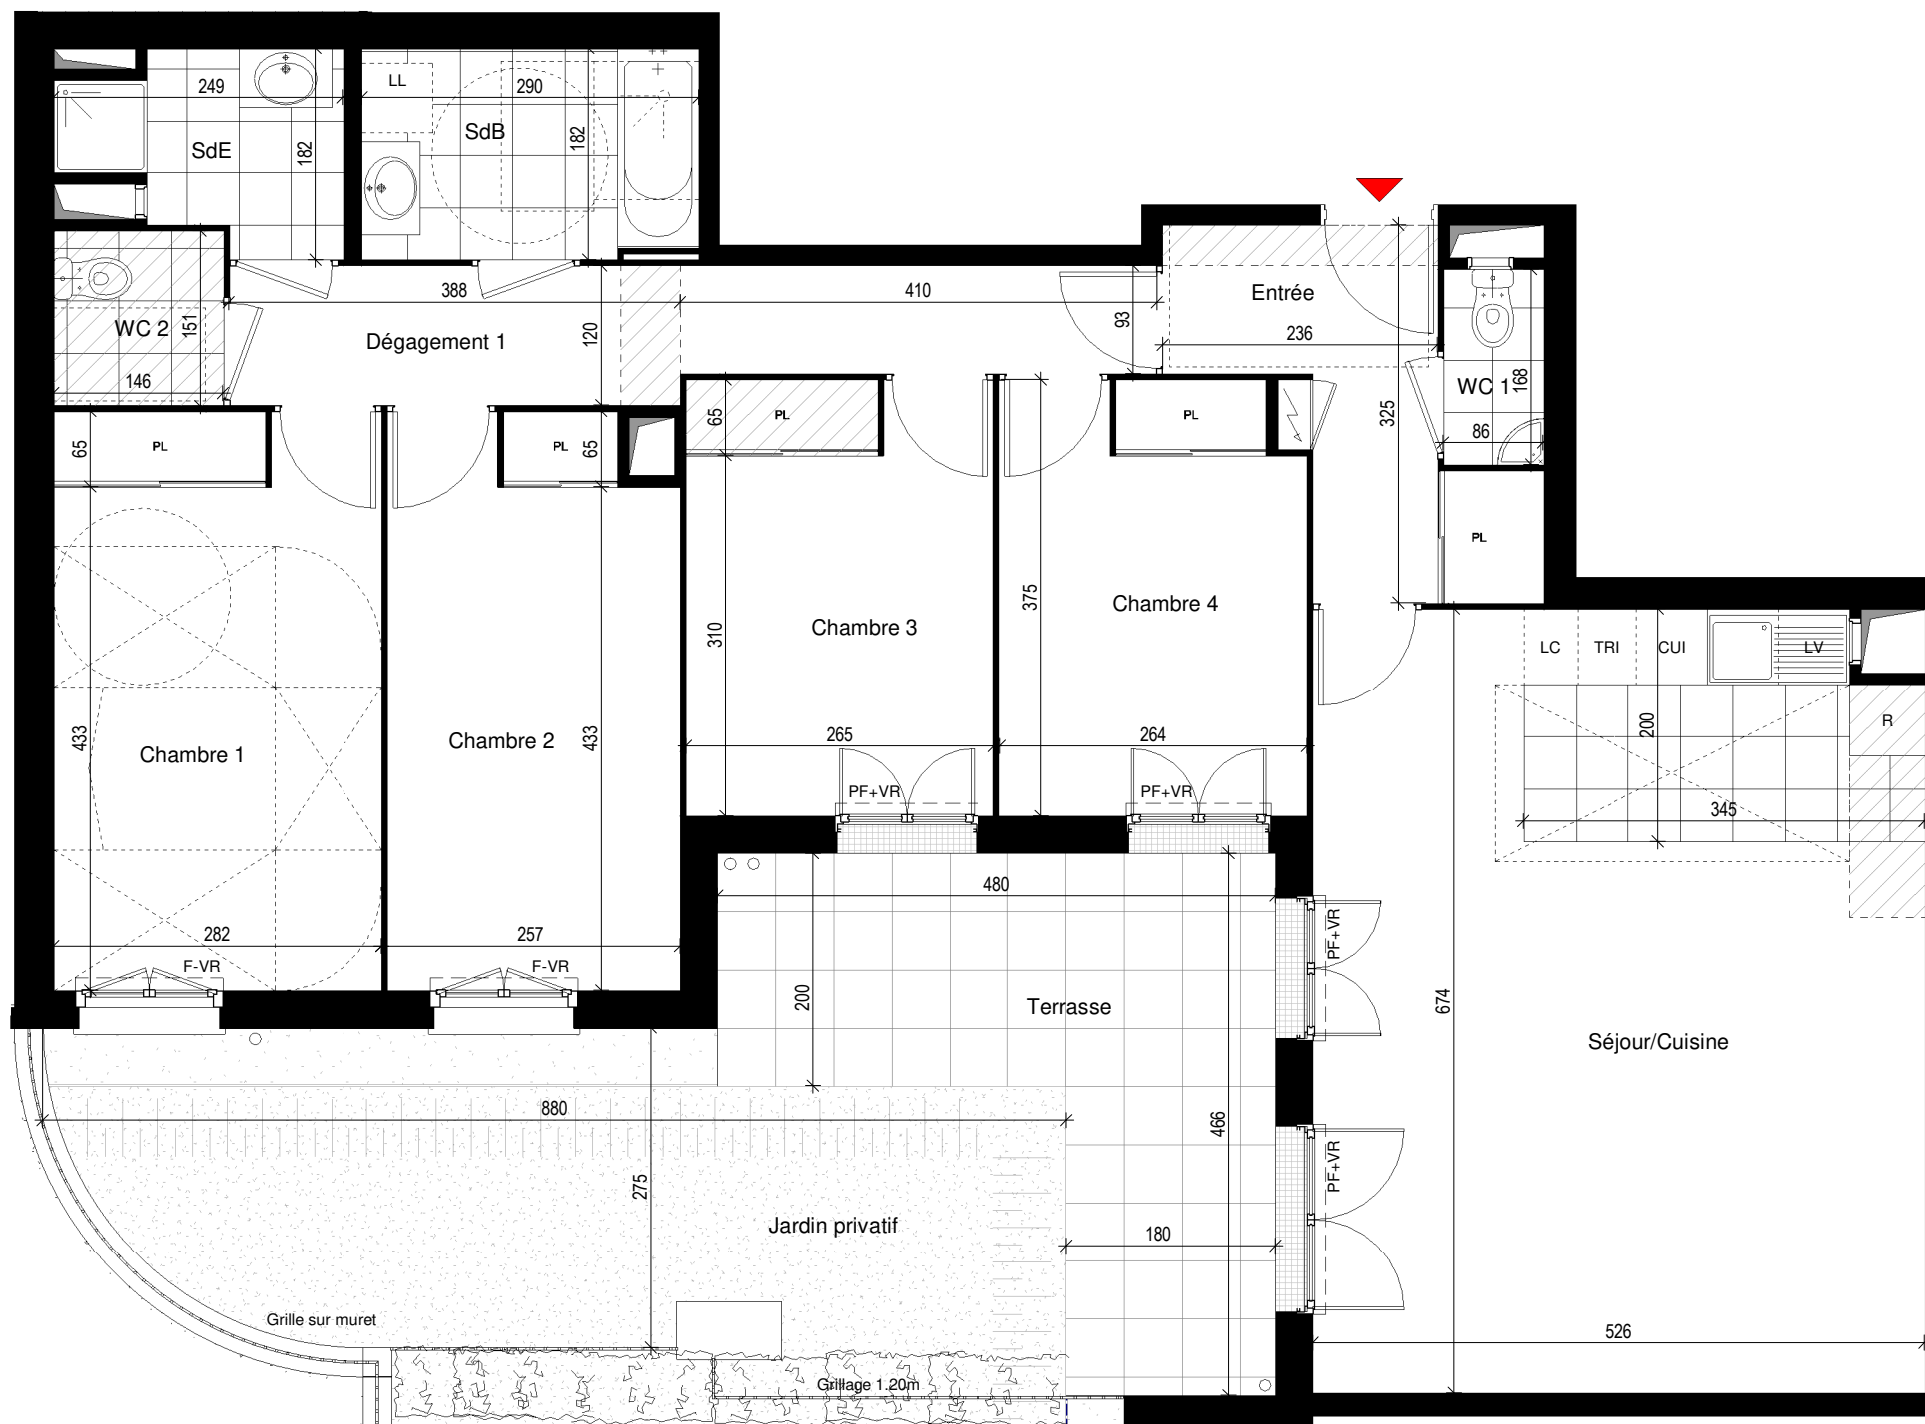 249
SdE
182
LL
290
SdB
182
388
410
Entrée
WC 2
151
Dégagement 1
120
93
236
146
WC 1
168
86
325
65
PL
PL
65
65
PL
PL
PL
375
Chambre 4
Chambre 3
310
LC
TRI
CUI
LV
R
200
433
Chambre 1
Chambre 2
433
265
264
PF+VR
PF+VR
345
480
282
257
F-VR
F-VR
PF+VR
200
Terrasse
674
Séjour/Cuisine
880
466
275
PF+VR
Jardin privatif
180
Grille sur muret
526
Grillage 1.20m